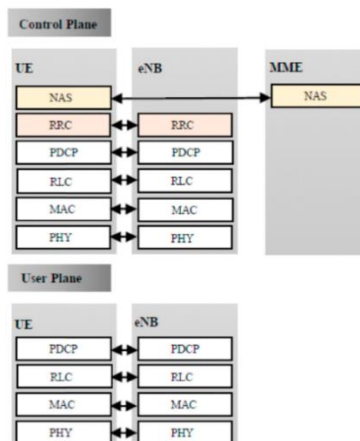 Control Plane
UE eNB MME
NAS NAS
RRC RRC
PDCP PDCP
RLC RLC
MAC MAC
PHY PHY
User Plane
UE eNB
PDCP PDCP
RLC RLC
MAC MAC
PHY PHY